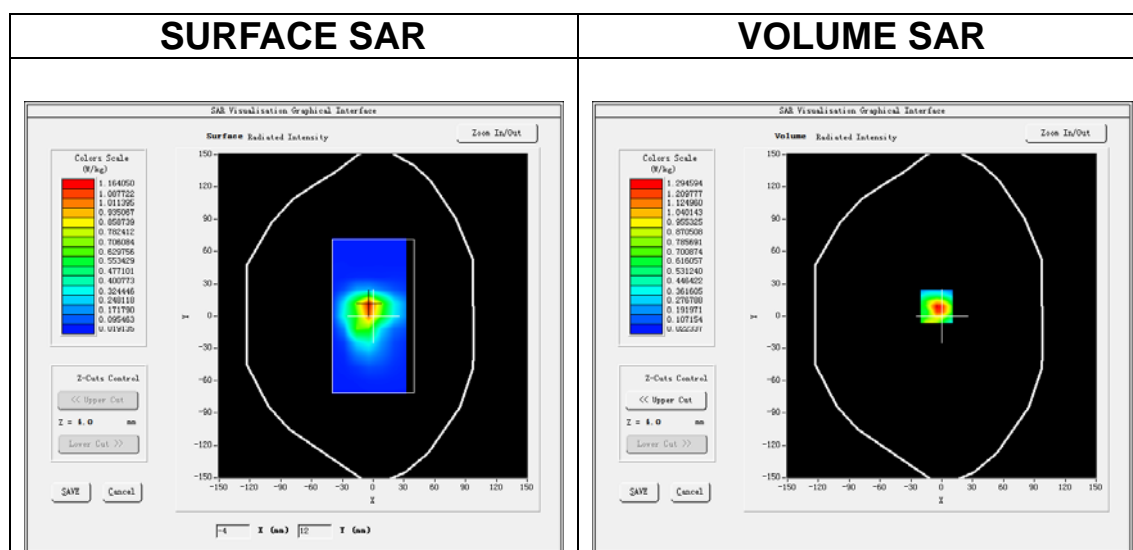 SURFACE SAR
VOLUME SAR
SAR Visualisation Graphical Interface
Surface Radiated Intensity
Zoom In/Out
Colors Scale
(W/kg)
1.164050
1.087722
1.011395
0.935067
0.858739
0.782412
0.706084
0.629756
0.553429
0.477101
0.400773
0.324446
0.248118
0.171790
0.095463
0.019135
Z-Cuts Control
<< Upper Cut
Z = 4.0 mm
Lower Cut >>
SAVE Cancel
150
120
90
60
30
0
-30
-60
-90
-120
-150
Y
-150 -120 -90 -60 -30 0 30 60 90 120 150
X
-4 X (mm) 12 Y (mm)
SAR Visualisation Graphical Interface
Volume Radiated Intensity
Zoom In/Out
Colors Scale
(W/kg)
1.294594
1.209777
1.124960
1.040143
0.955325
0.870508
0.785691
0.700874
0.616057
0.531240
0.446422
0.361605
0.276788
0.191971
0.107154
0.022337
Z-Cuts Control
<< Upper Cut
Z = 4.0 mm
Lower Cut >>
SAVE Cancel
150
120
90
60
30
0
-30
-60
-90
-120
-150
Y
-150 -120 -90 -60 -30 0 30 60 90 120 150
X